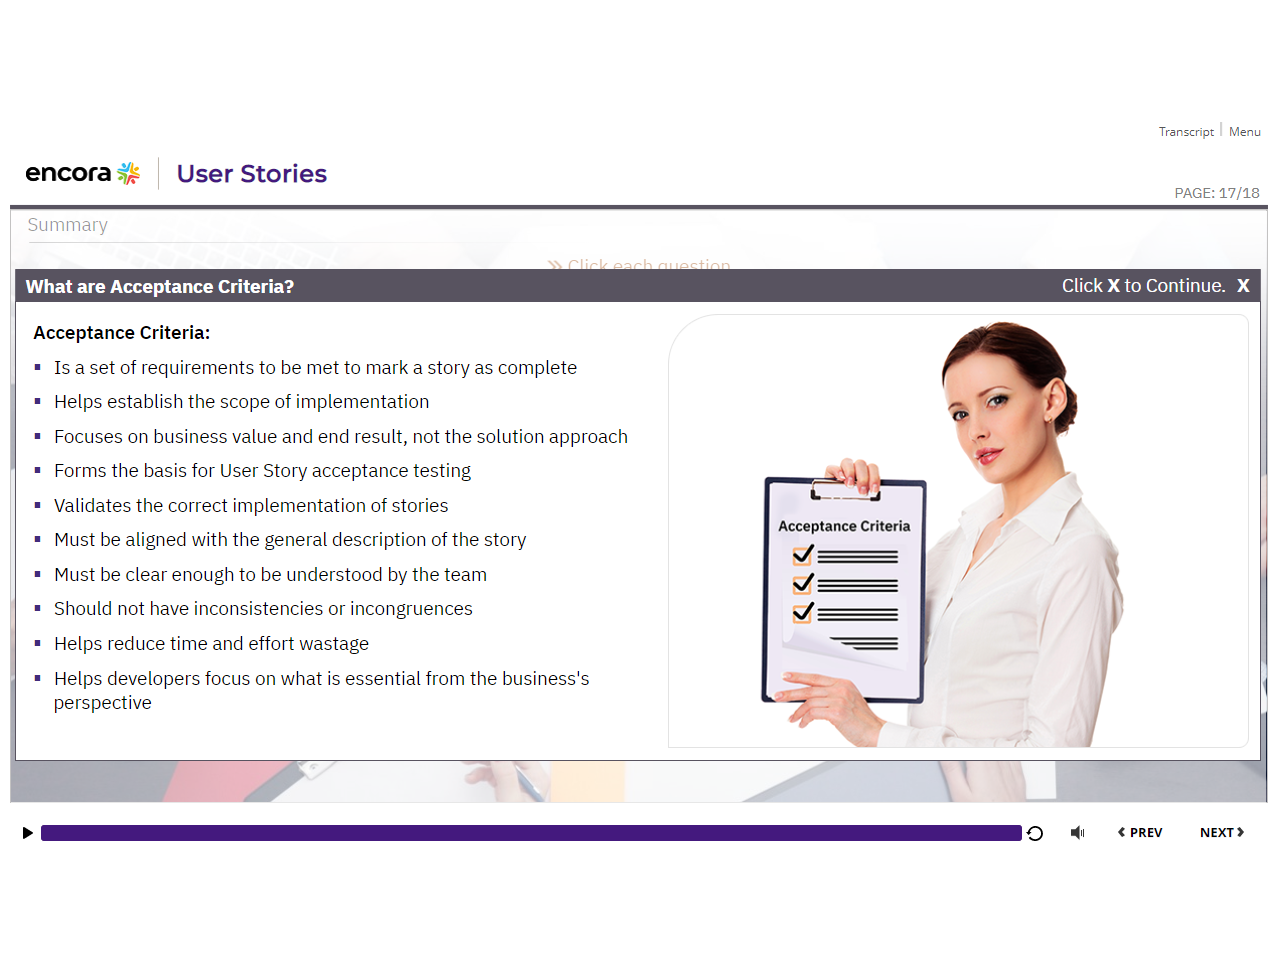 Transcript | Menu
encora | User Stories
PAGE: 17/18
Summary
Click each question
What are Acceptance Criteria?
Click X to Continue. X
Acceptance Criteria:
▪ Is a set of requirements to be met to mark a story as complete
▪ Helps establish the scope of implementation
▪ Focuses on business value and end result, not the solution approach
▪ Forms the basis for User Story acceptance testing
▪ Validates the correct implementation of stories
▪ Must be aligned with the general description of the story
▪ Must be clear enough to be understood by the team
▪ Should not have inconsistencies or incongruences
▪ Helps reduce time and effort wastage
▪ Helps developers focus on what is essential from the business's
perspective
Acceptance Criteria
PREV
NEXT